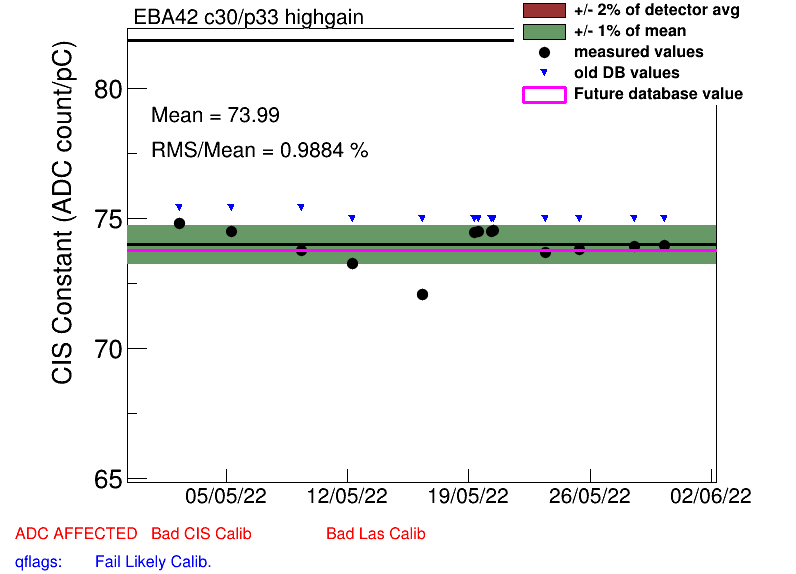 EBA42 c30/p33 highgain
+/- 2% of detector avg
+/- 1% of mean
measured values
old DB values
Future database value
CIS Constant (ADC count/pC)
80
75
70
65
Mean = 73.99
RMS/Mean = 0.9884 %
05/05/22 12/05/22 19/05/22 26/05/22 02/06/22
ADC AFFECTED Bad CIS Calib Bad Las Calib
qflags: Fail Likely Calib.